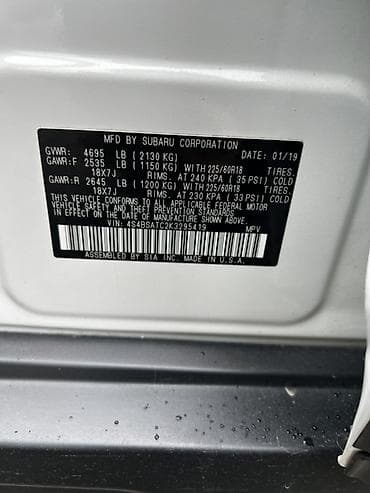 MFD BY SUBARU CORPORATION
GVWR: 4695 LB (2130 KG) DATE: 01/19
GAWR:F 2535 LB (1150 KG) WITH 225/60R18 TIRES.
18X7J RIMS. AT 240 KPA ( 35 PSI) COLD
GAWR:R 2645 LB (1200 KG) WITH 225/60R18 TIRES.
18X7J RIMS. AT 230 KPA ( 33 PSI) COLD
THIS VEHICLE CONFORMS TO ALL APPLICABLE FEDERAL MOTOR
VEHICLE SAFETY AND THEFT PREVENTION STANDARDS
IN EFFECT ON THE DATE OF MANUFACTURE SHOWN ABOVE.
VIN: 4S4BSATC2K3295419 MPV
ASSEMBLED BY SIA INC. MADE IN U.S.A.